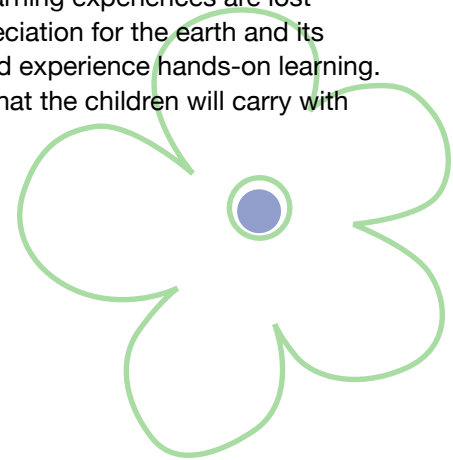 experiences are lost
eciation for the earth and its
d experience hands-on learning.
hat the children will carry with